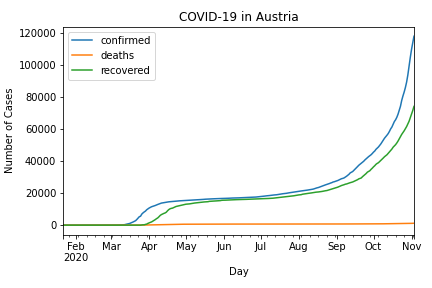 COVID-19 in Austria
confirmed
deaths
recovered
Number of Cases
120000
100000
80000
60000
40000
20000
0
Feb Mar Apr May Jun Jul Aug Sep Oct Nov
2020
Day